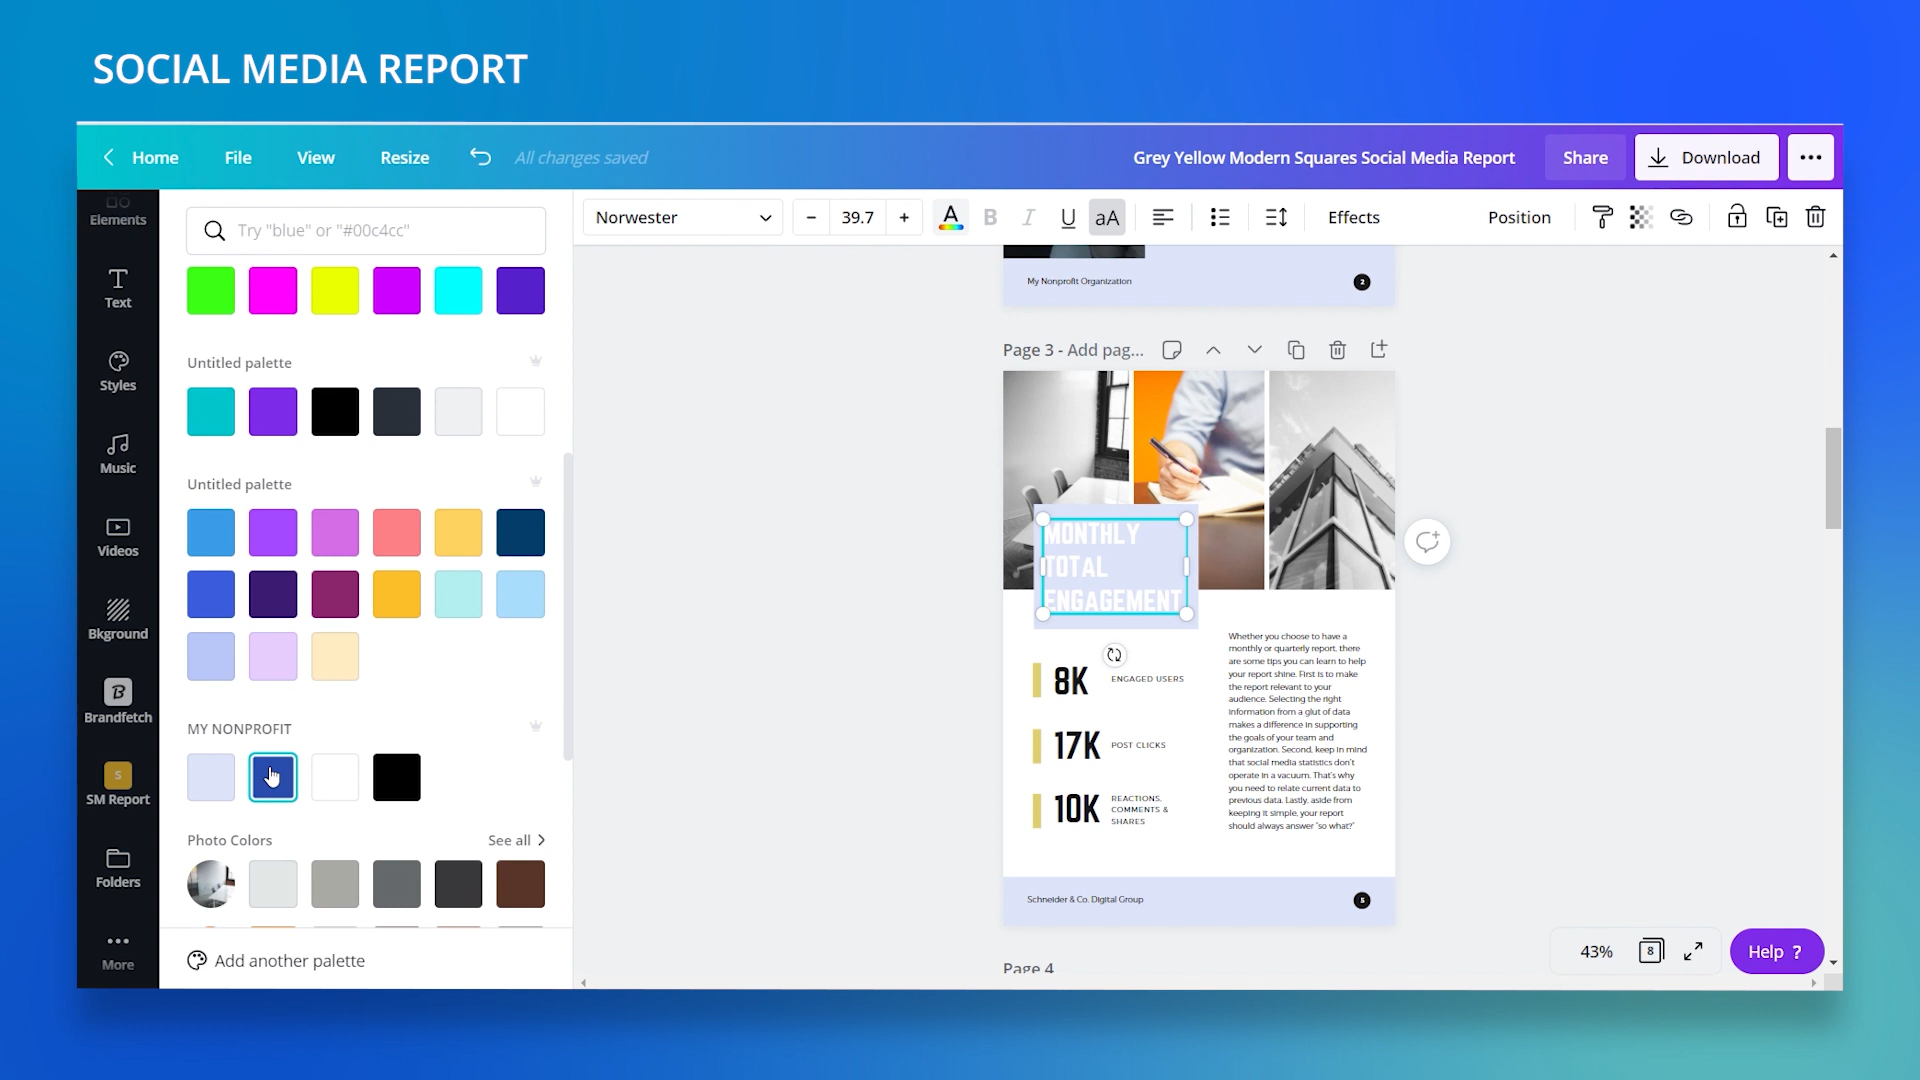 SOCIAL MEDIA REPORT
Home
File
View
Resize
All changes saved
Grey Yellow Modern Squares Social Media Report
Share
Download
Elements
Text
Styles
Music
Videos
Bkground
Brandfetch
S
SM Report
Folders
More
Try "blue" or "#00c4cc"
Untitled palette
Untitled palette
MY NONPROFIT
Photo Colors
See all
Add another palette
Norwester
39.7
A
B
I
U
aA
Effects
Position
My Nonprofit Organization
2
Page 3 - Add pag...
MONTHLY
TOTAL
ENGAGEMENT
8K
ENGAGED USERS
17K
POST CLICKS
10K
REACTIONS,
COMMENTS &
SHARES
Whether you choose to have a
monthly or quarterly report, there
are some tips you can learn to help
your report shine. First is to make
the report relevant to your
audience. Selecting the right
information from a glut of data
makes a difference in supporting
the goals of your team and
organization. Second, keep in mind
that social media statistics don't
operate in a vacuum. That's why
you need to relate current data to
previous data. Lastly, aside from
keeping it simple, your report
should always answer "so what?"
Schneider & Co. Digital Group
5
Page 4
43%
8
Help ?